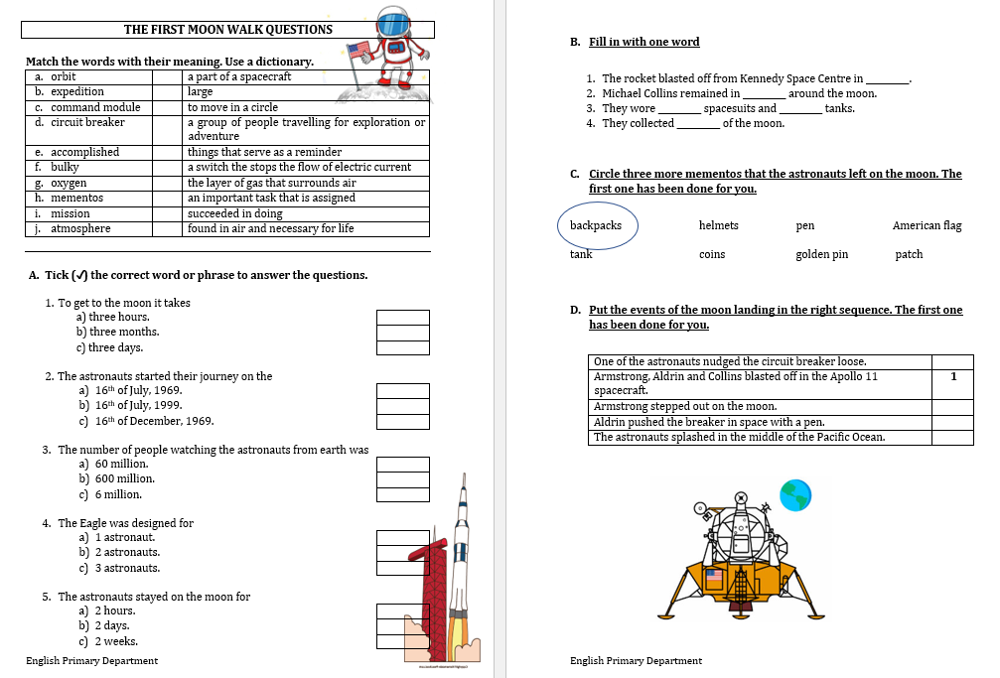 THE FIRST MOON WALK QUESTIONS
Match the words with their meaning. Use a dictionary.
a. orbit a part of a spacecraft
b. expedition large
c. command module to move in a circle
d. circuit breaker a group of people travelling for exploration or
adventure
e. accomplished things that serve as a reminder
f. bulky a switch the stops the flow of electric current
g. oxygen the layer of gas that surrounds air
h. mementos an important task that is assigned
i. mission succeeded in doing
j. atmosphere found in air and necessary for life
A. Tick (✓) the correct word or phrase to answer the questions.
1. To get to the moon it takes
a) three hours.
b) three months.
c) three days.
2. The astronauts started their journey on the
a) 16th of July, 1969.
b) 16th of July, 1999.
c) 16th of December, 1969.
3. The number of people watching the astronauts from earth was
a) 60 million.
b) 600 million.
c) 6 million.
4. The Eagle was designed for
a) 1 astronaut.
b) 2 astronauts.
c) 3 astronauts.
5. The astronauts stayed on the moon for
a) 2 hours.
b) 2 days.
c) 2 weeks.
English Primary Department
B. Fill in with one word
1. The rocket blasted off from Kennedy Space Centre in ________.
2. Michael Collins remained in ________ around the moon.
3. They wore ________ spacesuits and ________ tanks.
4. They collected ________ of the moon.
C. Circle three more mementos that the astronauts left on the moon. The
first one has been done for you.
backpacks helmets pen American flag
tank coins golden pin patch
D. Put the events of the moon landing in the right sequence. The first one
has been done for you.
One of the astronauts nudged the circuit breaker loose.
Armstrong, Aldrin and Collins blasted off in the Apollo 11 1
spacecraft.
Armstrong stepped out on the moon.
Aldrin pushed the breaker in space with a pen.
The astronauts splashed in the middle of the Pacific Ocean.
English Primary Department